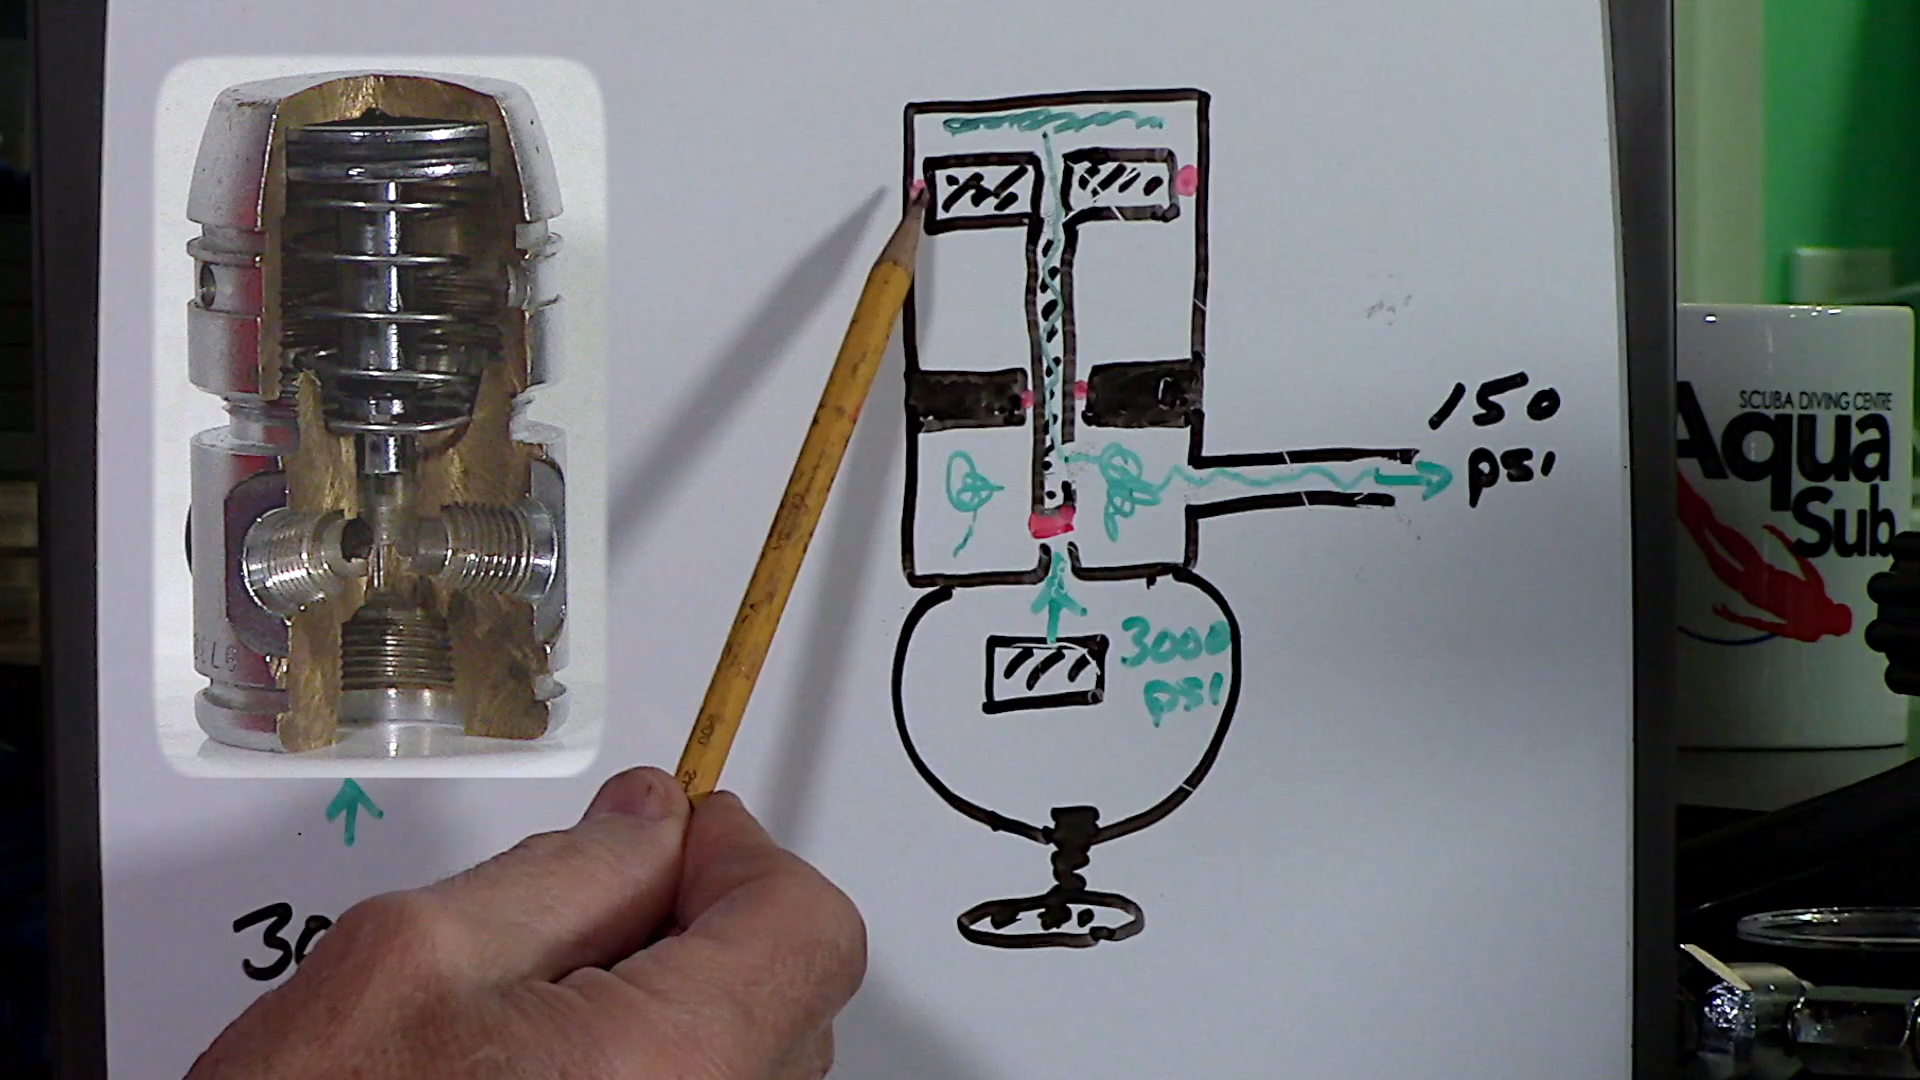 150
psi
3000
psi
SCUBA DIVING CENTRE
Aqua
Sub